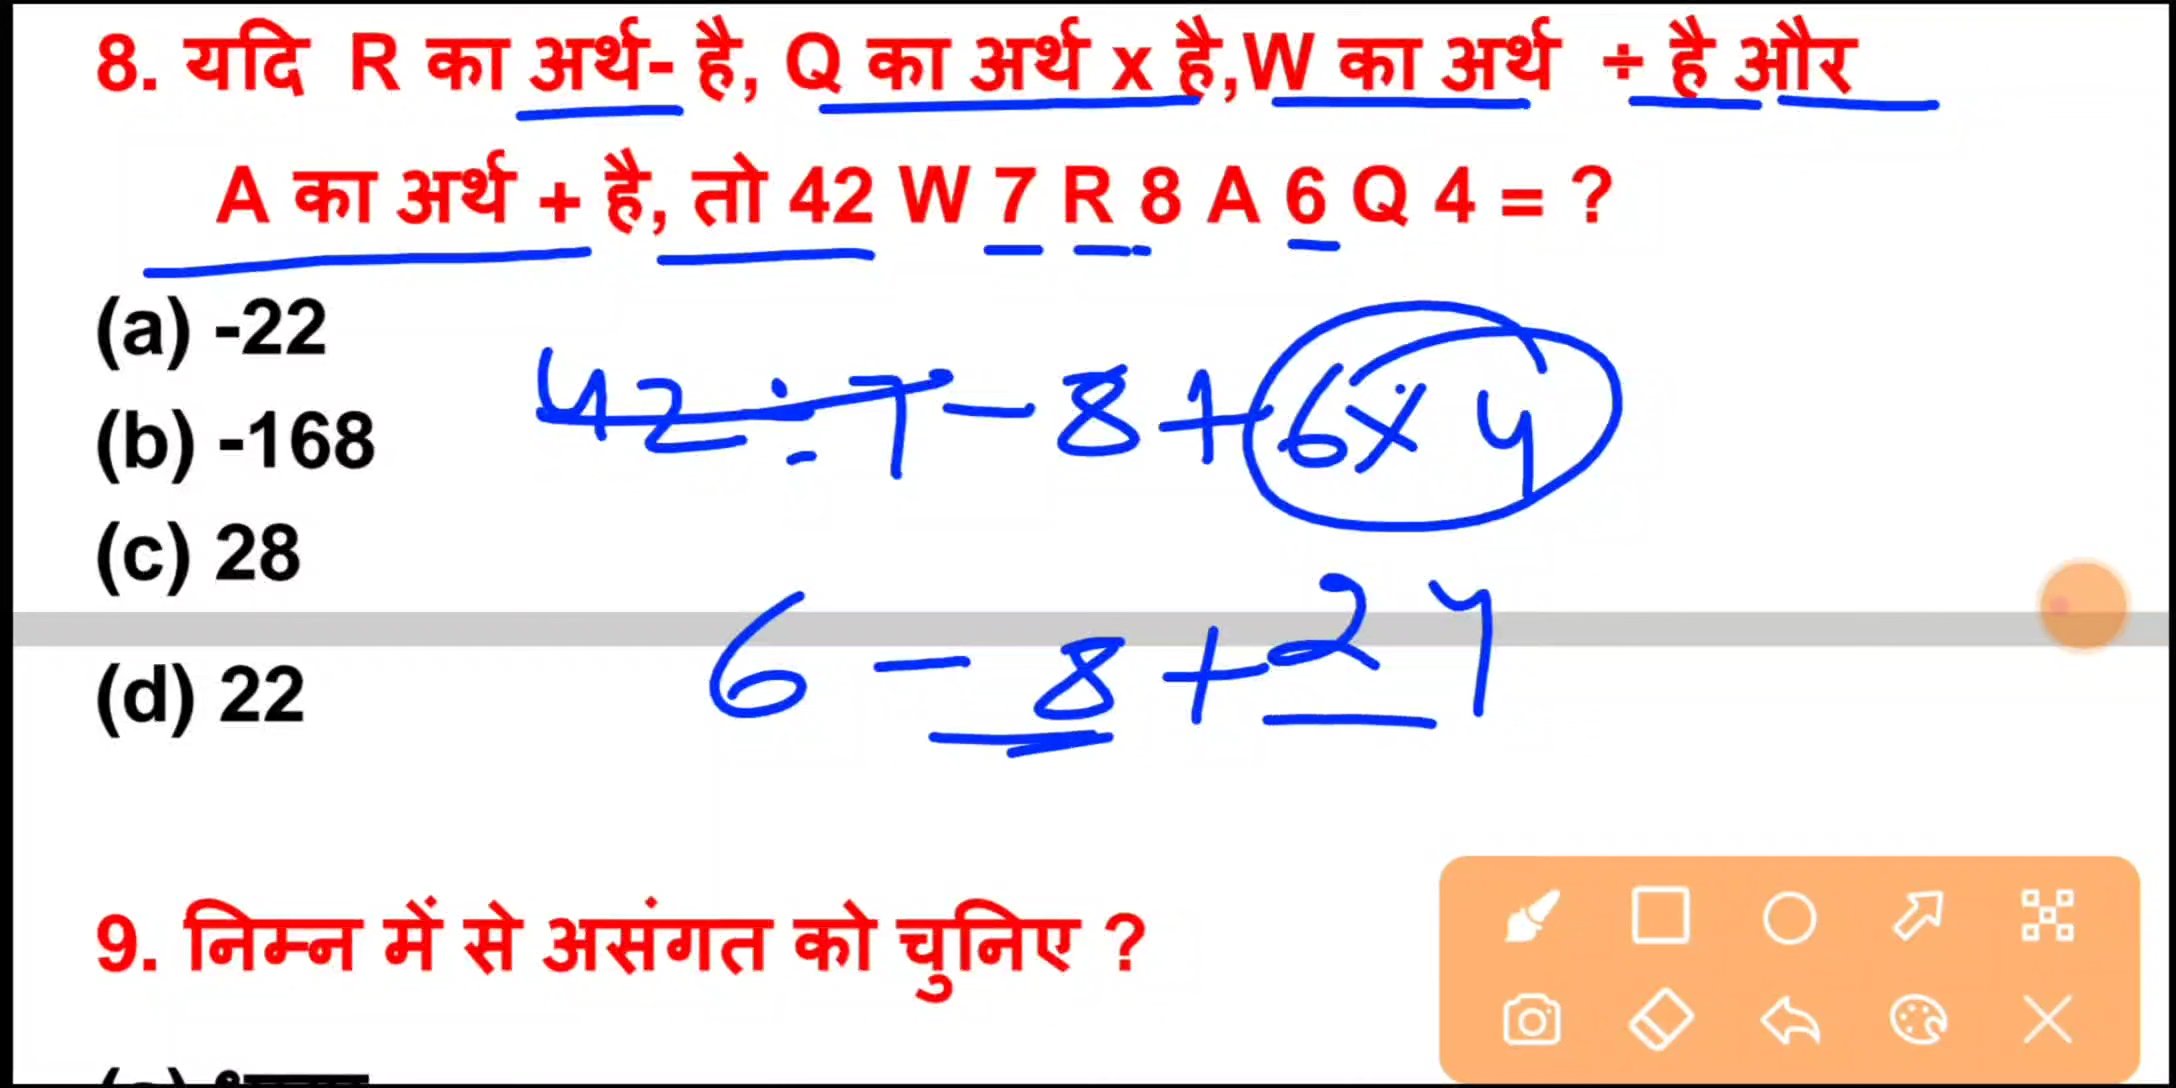 8. यदि R का अर्थ- है, Q का अर्थ x है,W का अर्थ ÷ है और
A का अर्थ + है, तो 42 W 7 R 8 A 6 Q 4 = ?
(a) -22
(b) -168
(c) 28
(d) 22
42 ÷ 7 - 8 + 6 x 4
6 - 8 + 24
9. निम्न में से असंगत को चुनिए ?